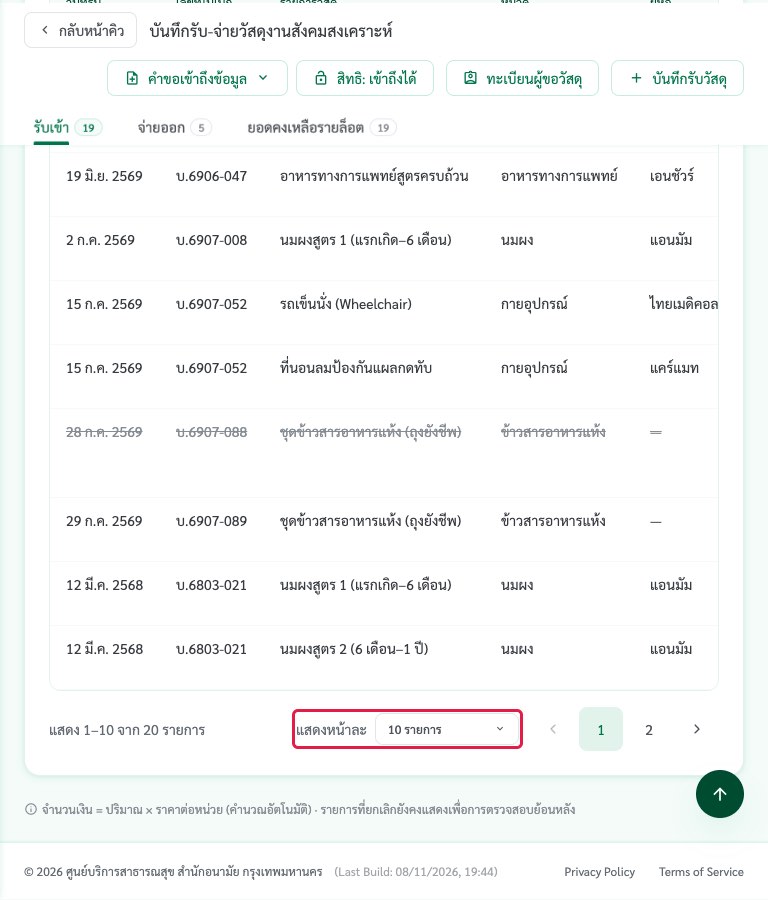 กลับหน้าคิว
บันทึกรับ-จ่ายวัสดุงานสังคมสงเคราะห์
คำขอเข้าถึงข้อมูล
สิทธิ: เข้าถึงได้
ทะเบียนผู้ขอวัสดุ
+ บันทึกรับวัสดุ
รับเข้า 19 จ่ายออก 5 ยอดคงเหลือรายล็อต 19
19 มิ.ย. 2569 บ.6906-047 อาหารทางการแพทย์สูตรครบถ้วน อาหารทางการแพทย์ เอนชัวร์
2 ก.ค. 2569 บ.6907-008 นมผงสูตร 1 (แรกเกิด–6 เดือน) นมผง แอนมัม
15 ก.ค. 2569 บ.6907-052 รถเข็นนั่ง (Wheelchair) กายอุปกรณ์ ไทยเมดิคอล
15 ก.ค. 2569 บ.6907-052 ที่นอนลมป้องกันแผลกดทับ กายอุปกรณ์ แคร์แมท
28 ก.ค. 2569 บ.6907-088 ชุดข้าวสารอาหารแห้ง (ถุงยังชีพ) ข้าวสารอาหารแห้ง —
29 ก.ค. 2569 บ.6907-089 ชุดข้าวสารอาหารแห้ง (ถุงยังชีพ) ข้าวสารอาหารแห้ง —
12 มี.ค. 2568 บ.6803-021 นมผงสูตร 1 (แรกเกิด–6 เดือน) นมผง แอนมัม
12 มี.ค. 2568 บ.6803-021 นมผงสูตร 2 (6 เดือน–1 ปี) นมผง แอนมัม
แสดง 1–10 จาก 20 รายการ แสดงหน้าละ 10 รายการ 1 2
จำนวนเงิน = ปริมาณ × ราคาต่อหน่วย (คำนวณอัตโนมัติ) · รายการที่ยกเลิกยังคงแสดงเพื่อการตรวจสอบย้อนหลัง
© 2026 ศูนย์บริการสาธารณสุข สำนักอนามัย กรุงเทพมหานคร (Last Build: 08/11/2026, 19:44) Privacy Policy Terms of Service